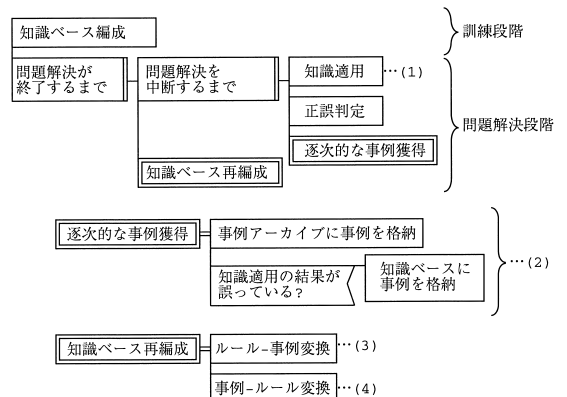 知識ベース編成
訓練段階
問題解決が
終了するまで
問題解決を
中断するまで
知識適用
…(1)
正誤判定
問題解決段階
逐次的な事例獲得
知識ベース再編成
逐次的な事例獲得
事例アーカイブに事例を格納
知識適用の結果が
誤っている?
知識ベースに
事例を格納
…(2)
知識ベース再編成
ルール-事例変換
…(3)
事例-ルール変換
…(4)